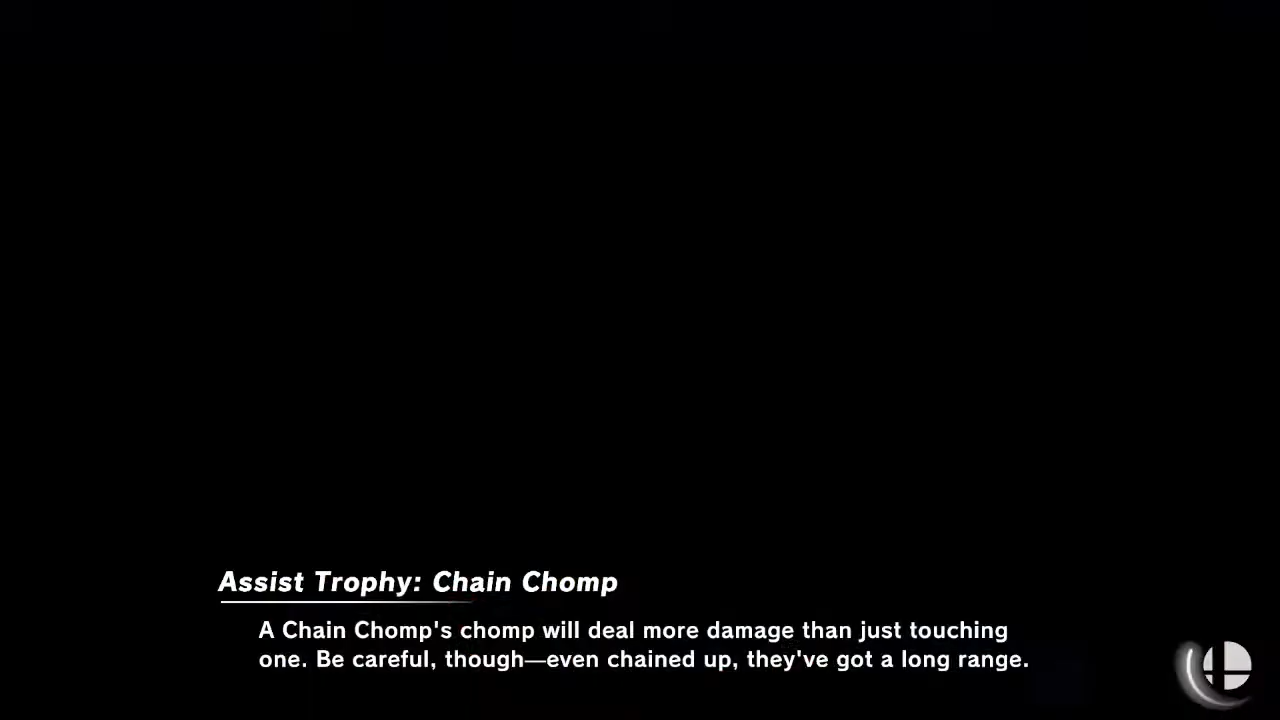 Assist Trophy: Chain Chomp
A Chain Chomp's chomp will deal more damage than just touching
one. Be careful, though—even chained up, they've got a long range.